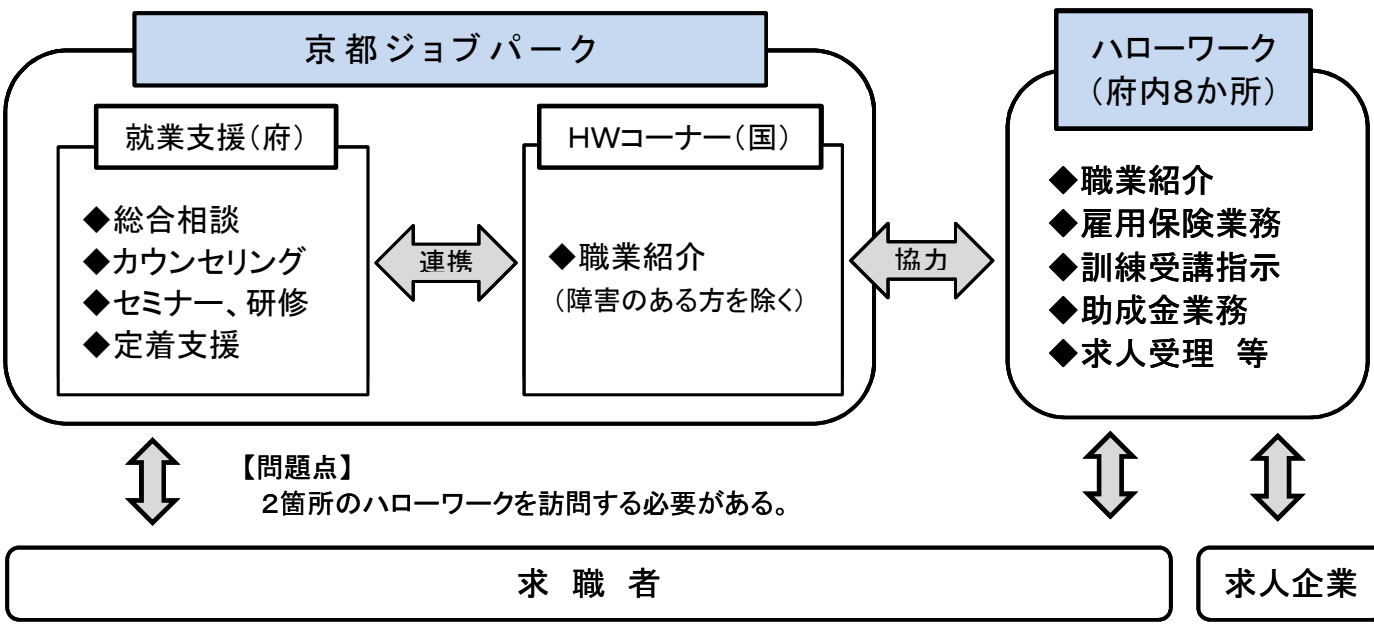 京都ジョブパーク
就業支援（府）
◆総合相談
◆カウンセリング
◆セミナー、研修
◆定着支援
連携
HWコーナー（国）
◆職業紹介
（障害のある方を除く）
協力
ハローワーク
（府内８か所）
◆職業紹介
◆雇用保険業務
◆訓練受講指示
◆助成金業務
◆求人受理　等
【問題点】
２箇所のハローワークを訪問する必要がある。
求　職　者
求人企業